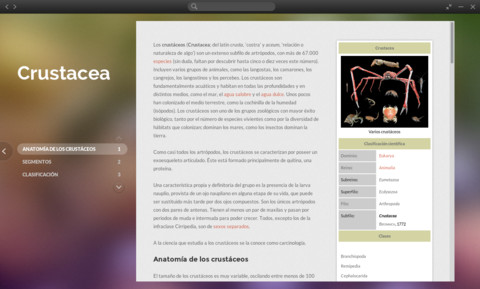 Crustacea
ANATOMÍA DE LOS CRUSTÁCEOS 1
SEGMENTOS 2
CLASIFICACIÓN 3
Los crustáceos (Crustacea: del latín crusta, 'costra' y aceum, 'relación o
naturaleza de algo') son un extenso subfilo de artrópodos, con más de 67.000
especies (sin duda, faltan por descubrir hasta cinco o diez veces este número).
Incluyen varios grupos de animales, como las langostas, los camarones, los
cangrejos, los langostinos y los percebes. Los crustáceos son
fundamentalmente acuáticos y habitan en todas las profundidades y en
distintos medios, como el mar, el agua salobre y el agua dulce. Unos pocos
han colonizado el medio terrestre, como la cochinilla de la humedad
(isópodos). Los crustáceos son uno de los grupos zoológicos con mayor éxito
biológico, tanto por el número de especies vivientes como por la diversidad de
hábitats que colonizan; dominan los mares, como los insectos dominan la
tierra.
Como casi todos los artrópodos, los crustáceos se caracterizan por poseer un
exoesqueleto articulado. Éste está formado principalmente de quitina, una
proteína.
Una característica propia y definitoria del grupo es la presencia de la larva
nauplio, provista de un ojo naupliano en alguna etapa de su vida, que puede
ser sustituido más tarde por dos ojos compuestos. Son los únicos artrópodos
con dos pares de antenas. Tienen al menos un par de maxilas y pasan por
períodos de muda e intermuda para poder crecer. Todos, excepto los de la
infraclase Cirripedia, son de sexos separados.
A la ciencia que estudia a los crustáceos se la conoce como carcinología.
Anatomía de los crustáceos
El tamaño de los crustáceos es muy variable, oscilando entre menos de 100
Crustacea
Varios crustáceos
Clasificación científica
Dominio: Eukarya
Reino: Animalia
Subreino: Eumetazoa
Superfilo: Ecdysozoa
Filo: Arthropoda
Subfilo: Crustacea
Brünnich, 1772
Clases
Branchiopoda
Remipedia
Cephalocarida